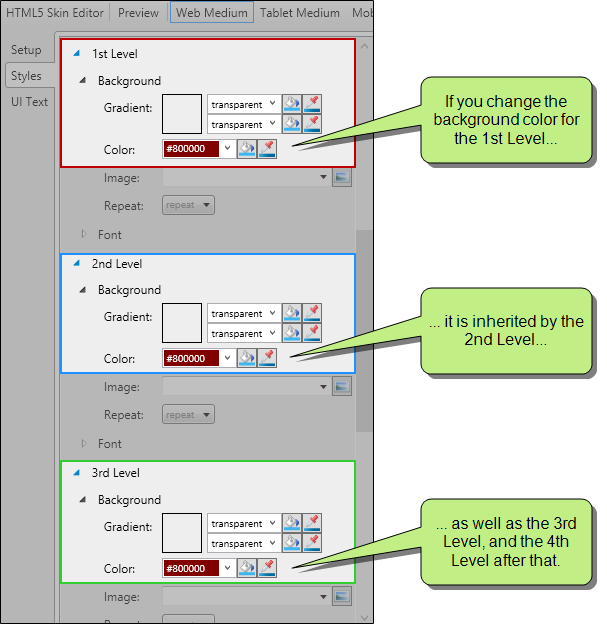 HTML5 Skin Editor Preview Web Medium Tablet Medium
Setup
Styles
UI Text
1st Level
Background
Gradient: transparent
transparent
Color: #800000
Image:
Repeat: repeat
Font
2nd Level
Background
Gradient: transparent
transparent
Color: #800000
Image:
Repeat: repeat
Font
3rd Level
Background
Gradient: transparent
transparent
Color: #800000
Image:
If you change the
background color for
the 1st Level...
... it is inherited by the
2nd Level...
... as well as the 3rd
Level, and the 4th
Level after that.